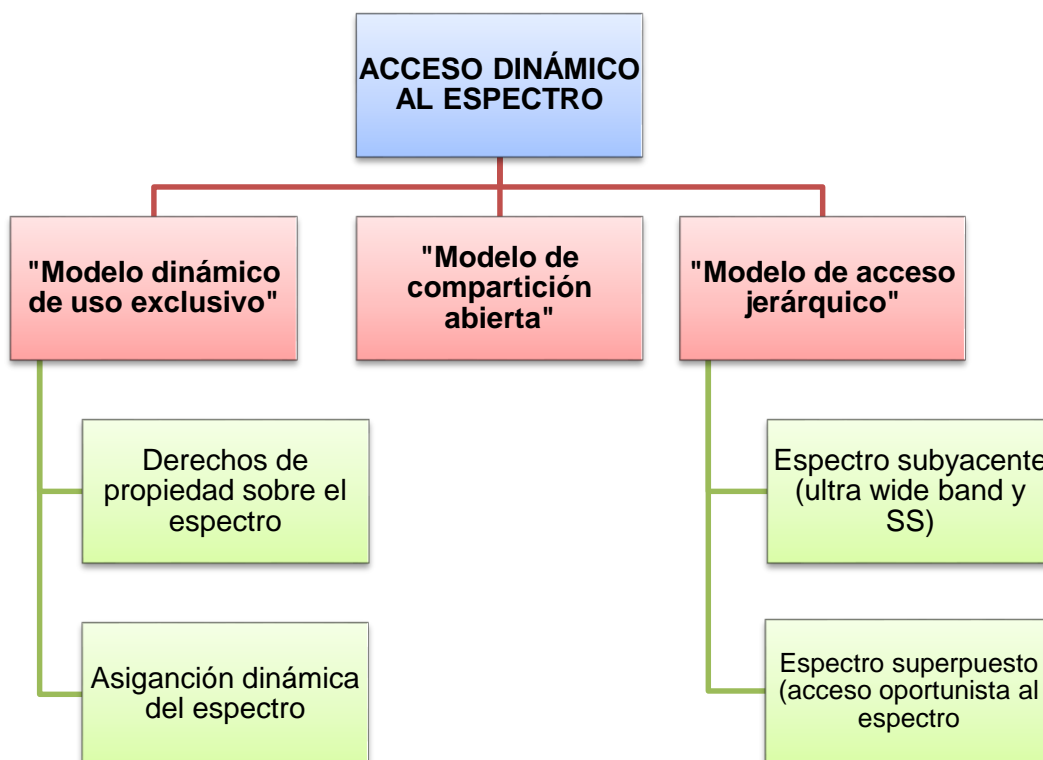 ACCESO DINÁMICO
AL ESPECTRO
"Modelo dinámico
de uso exclusivo"
"Modelo de
compartición
abierta"
"Modelo de acceso
jerárquico"
Derechos de
propiedad sobre el
espectro
Asiganción dinámica
del espectro
Espectro subyacente
(ultra wide band y
SS)
Espectro superpuesto
(acceso oportunista al
espectro